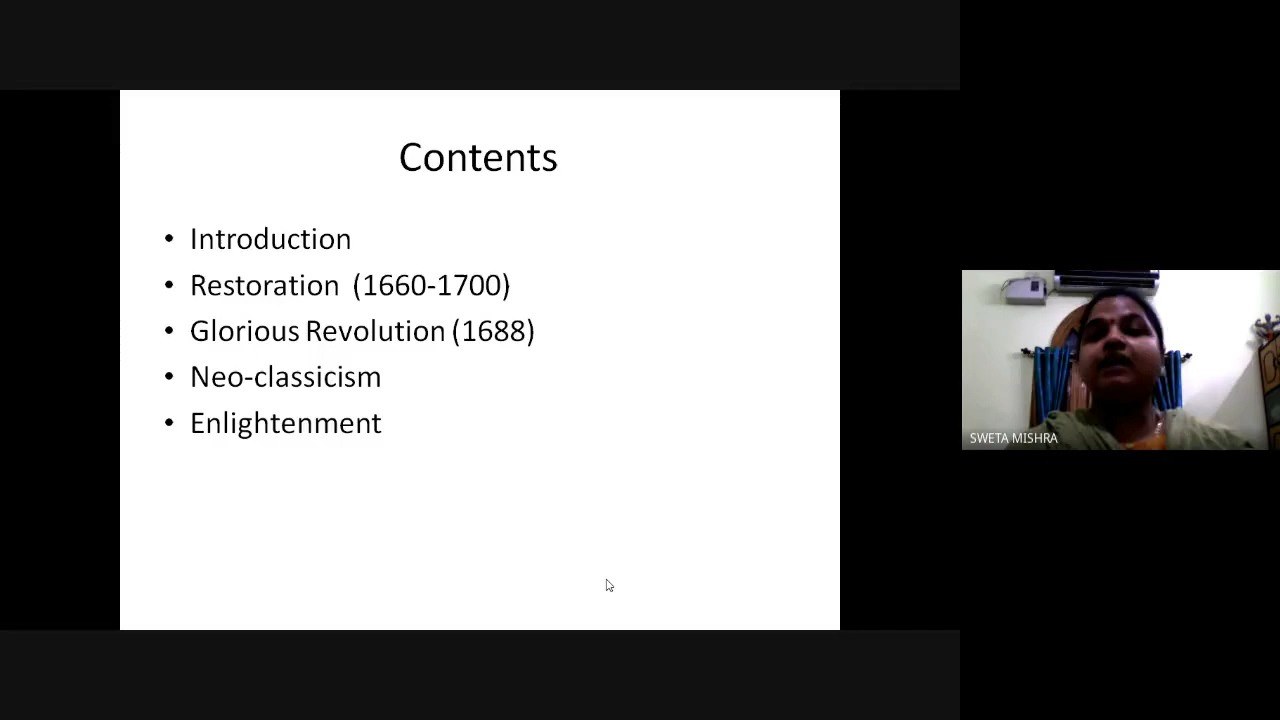 Contents
• Introduction
• Restoration (1660-1700)
• Glorious Revolution (1688)
• Neo-classicism
• Enlightenment
SWETA MISHRA